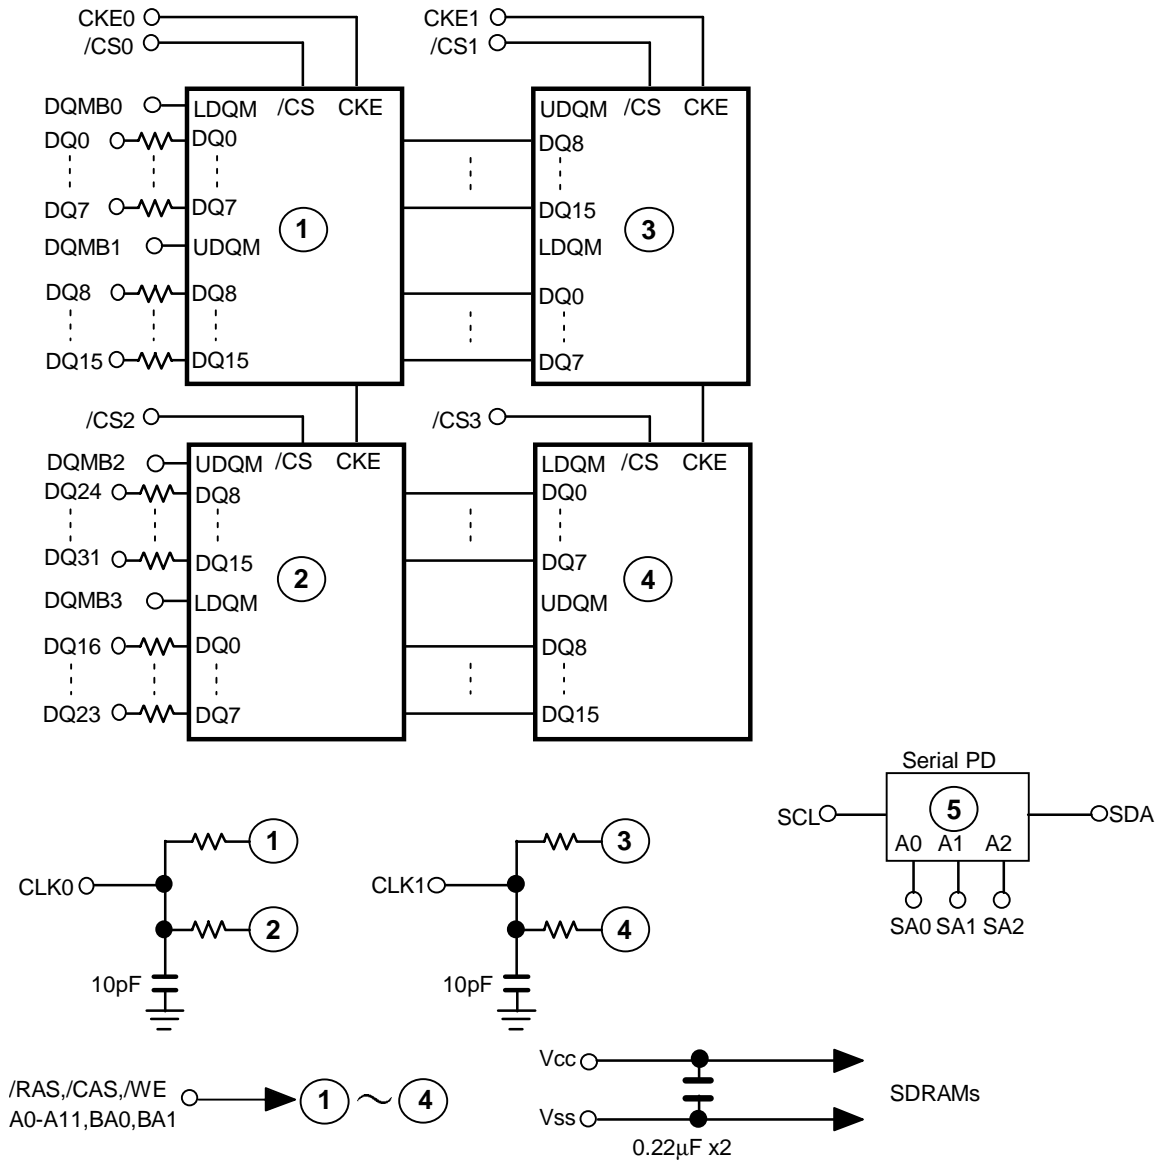 CKE0
/CS0
CKE1
/CS1
DQMB0
LDQM /CS CKE
DQ0
DQ0
DQ7
DQ7
1
DQMB1
UDQM
DQ8
DQ8
DQ15
DQ15
UDQM /CS CKE
DQ8
DQ15
3
LDQM
DQ0
DQ7
/CS2
/CS3
DQMB2
UDQM /CS CKE
DQ24
DQ8
DQ31
DQ15
2
DQMB3
LDQM
DQ16
DQ0
DQ23
DQ7
LDQM /CS CKE
DQ0
DQ7
4
UDQM
DQ8
DQ15
Serial PD
SCL
5
SDA
A0 A1 A2
SA0 SA1 SA2
CLK0
1
2
10pF
CLK1
3
4
10pF
/RAS,/CAS,/WE
A0-A11,BA0,BA1
1 ~ 4
Vcc
Vss
SDRAMs
0.22µF x2